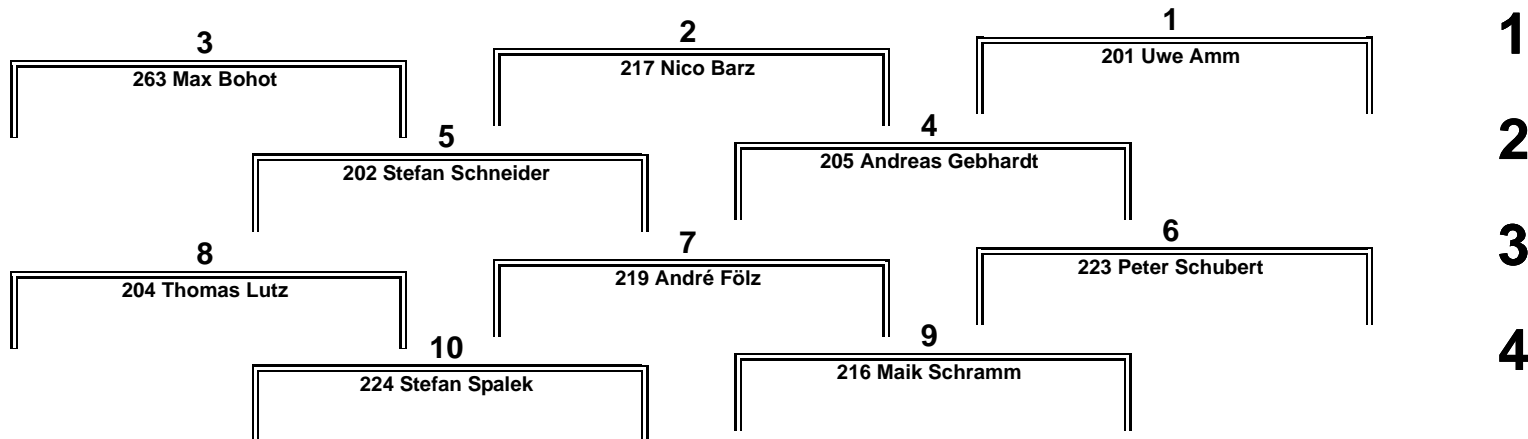 3 2 1 1
263 Max Bohot 217 Nico Barz 201 Uwe Amm
5 4 2
202 Stefan Schneider 205 Andreas Gebhardt
8 7 6 3
204 Thomas Lutz 219 André Fölz 223 Peter Schubert
10 9 4
224 Stefan Spalek 216 Maik Schramm